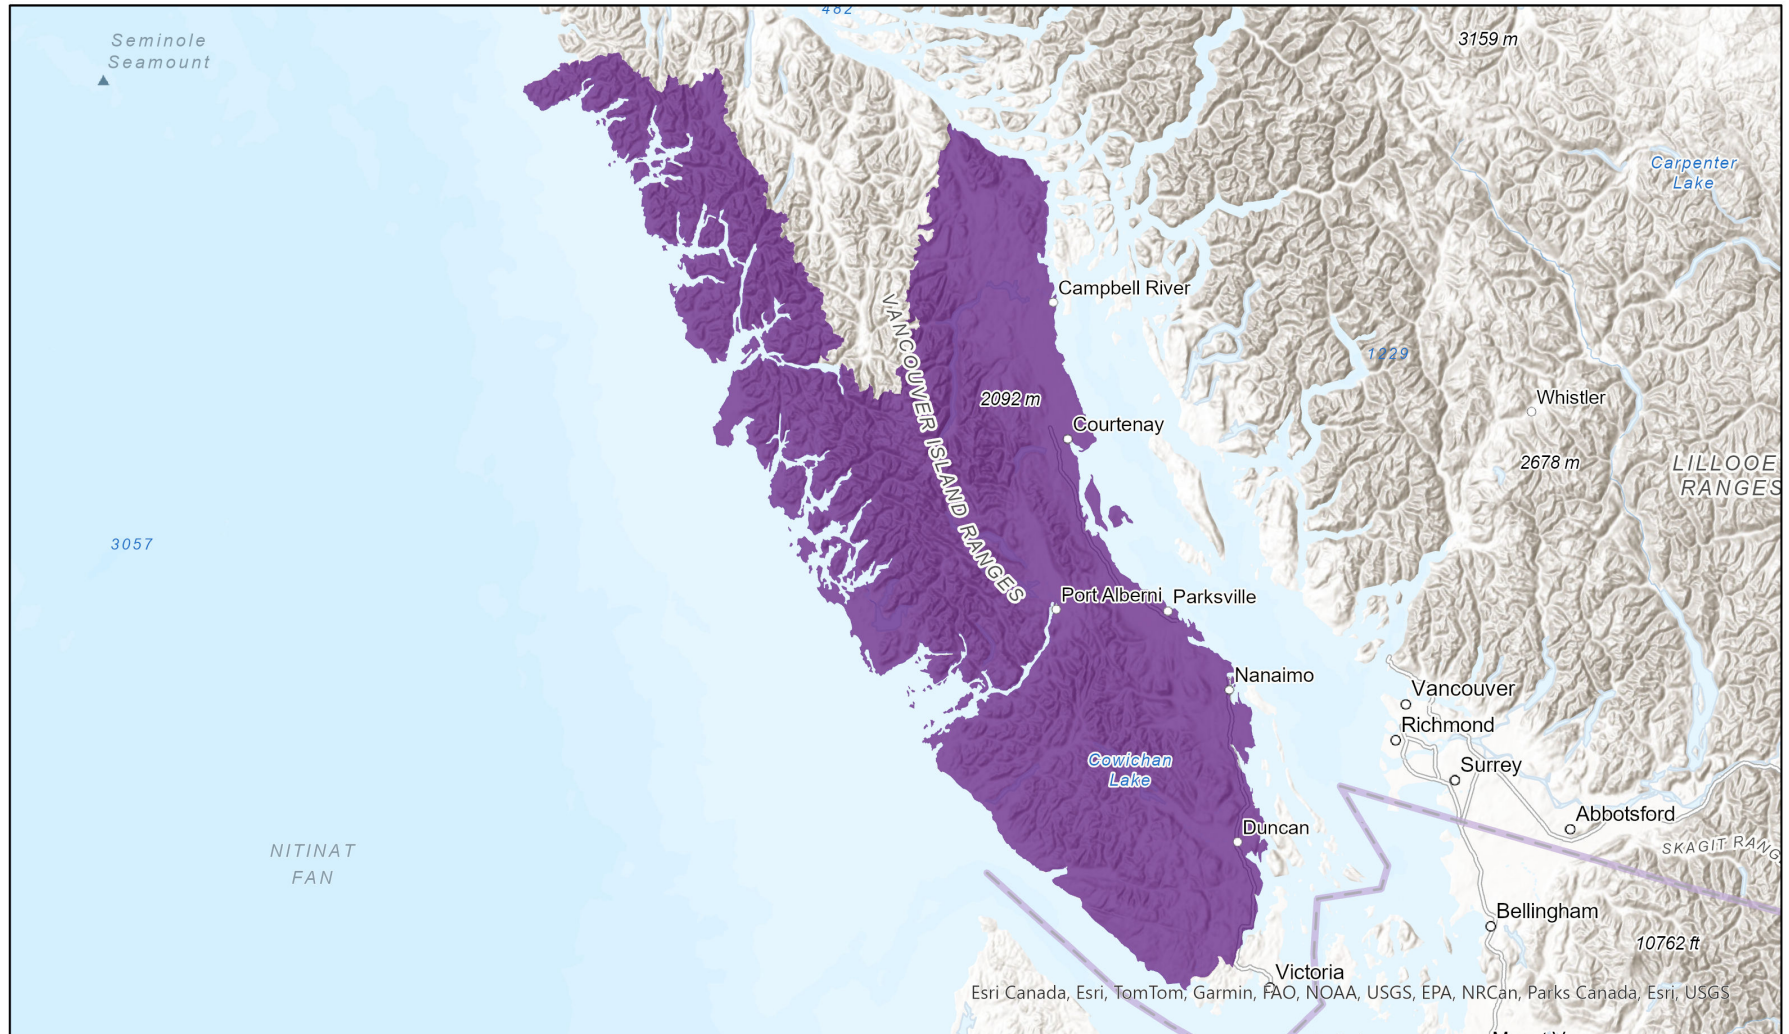 482
Seminole
Seamount
3159 m
Carpenter
Lake
Campbell River
VANCOUVER ISLAND RANGES
1229
2092 m
Whistler
Courtenay
2678 m
LILLOOE
RANGES
3057
Port Alberni
Parksville
Nanaimo
Vancouver
Richmond
Cowichan
Lake
Surrey
Abbotsford
Duncan
SKAGIT RANG
NITINAT
FAN
Bellingham
10762 ft
Victoria
Esri Canada, Esri, TomTom, Garmin, FAO, NOAA, USGS, EPA, NRCan, Parks Canada, Esri, USGS